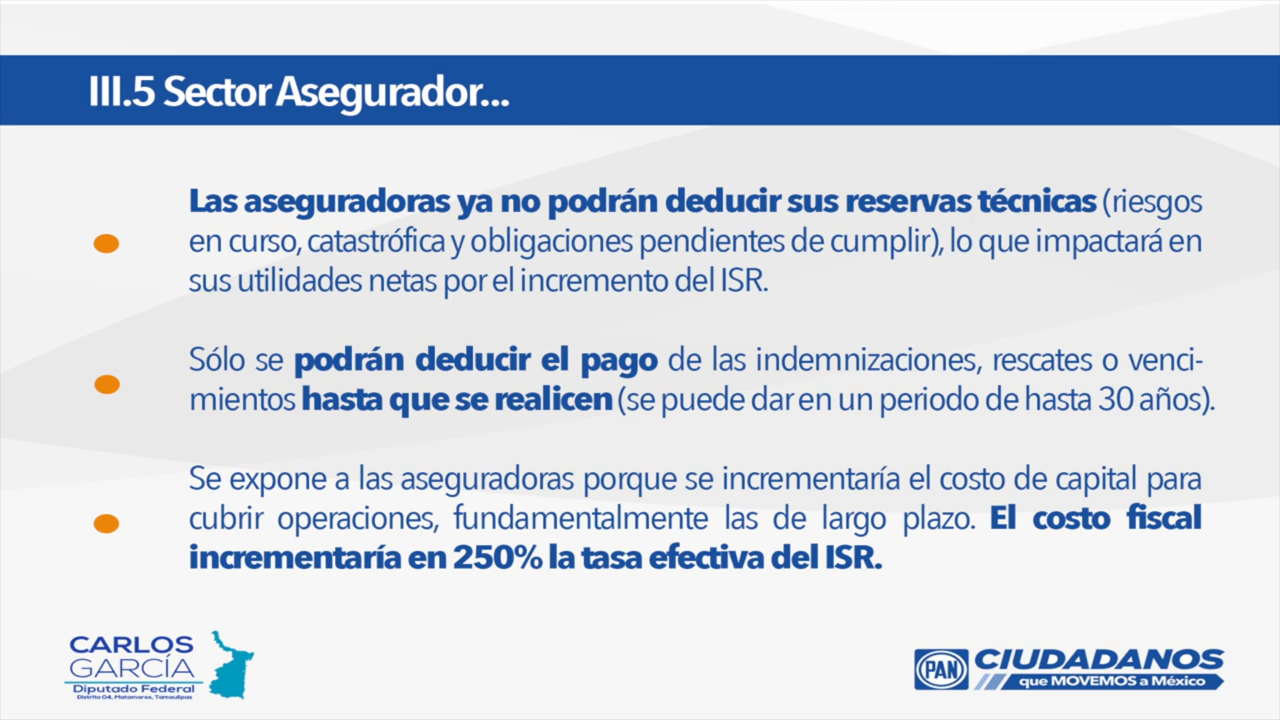 III.5 Sector Asegurador...
Las aseguradoras ya no podrán deducir sus reservas técnicas (riesgos
en curso, catastrófica y obligaciones pendientes de cumplir), lo que impactará en
sus utilidades netas por el incremento del ISR.
Sólo se podrán deducir el pago de las indemnizaciones, rescates o venci-
mientos hasta que se realicen (se puede dar en un periodo de hasta 30 años).
Se expone a las aseguradoras porque se incrementaría el costo de capital para
cubrir operaciones, fundamentalmente las de largo plazo. El costo fiscal
incrementaría en 250% la tasa efectiva del ISR.
CARLOS
GARCÍA
Diputado Federal
Distrito 04, Matamoros, Tamaulipas
PAN
CIUDADANOS
que MOVEMOS a México